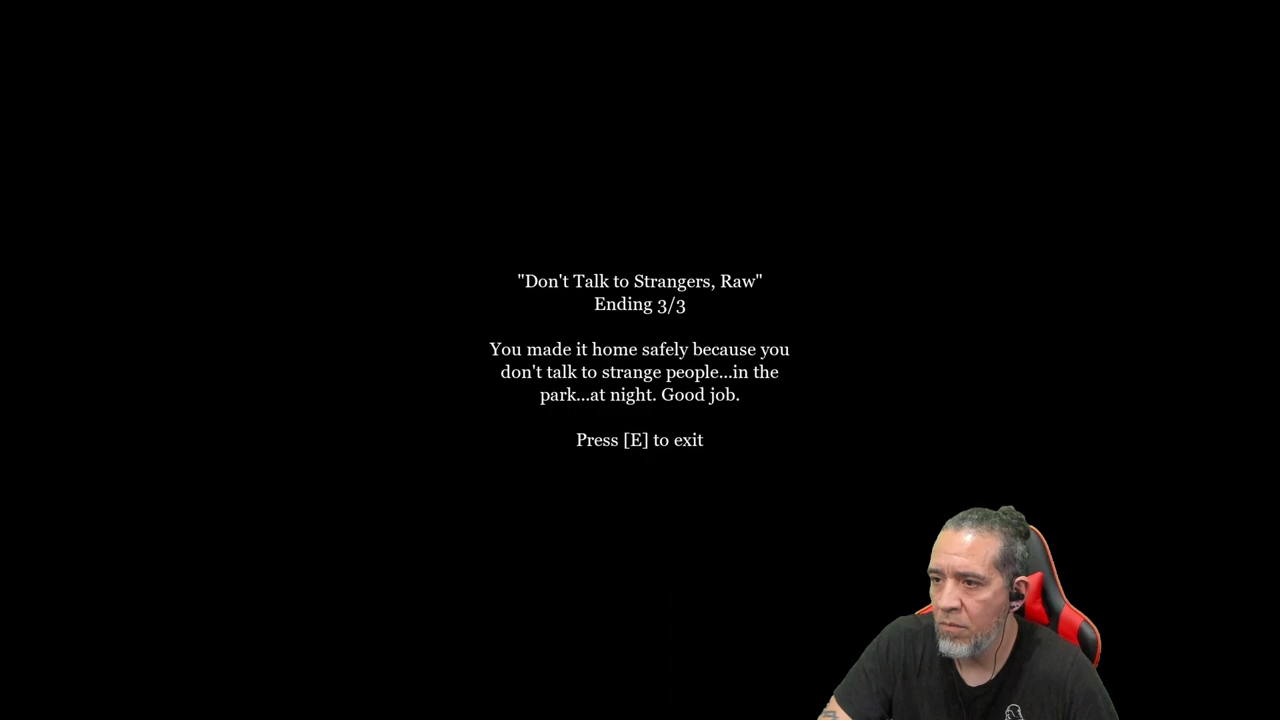 "Don't Talk to Strangers, Raw"
Ending 3/3
You made it home safely because you
don't talk to strange people...in the
park...at night. Good job.
Press [E] to exit